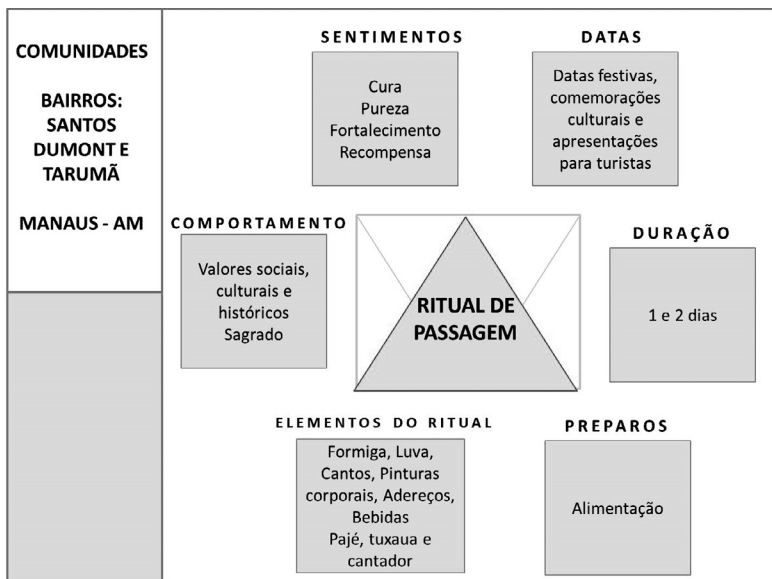 COMUNIDADES
BAIRROS:
SANTOS
DUMONT E
TARUMÃ
MANAUS - AM
SENTIMENTOS
Cura
Pureza
Fortalecimento
Recompensa
DATAS
Datas festivas,
comemorações
culturais e
apresentações
para turistas
COMPORTAMENTO
Valores sociais,
culturais e
históricos
Sagrado
RITUAL DE
PASSAGEM
DURAÇÃO
1 e 2 dias
ELEMENTOS DO RITUAL
Formiga, Luva,
Cantos, Pinturas
corporais, Adereços,
Bebidas
Pajé, tuxaua e
cantador
PREPAROS
Alimentação